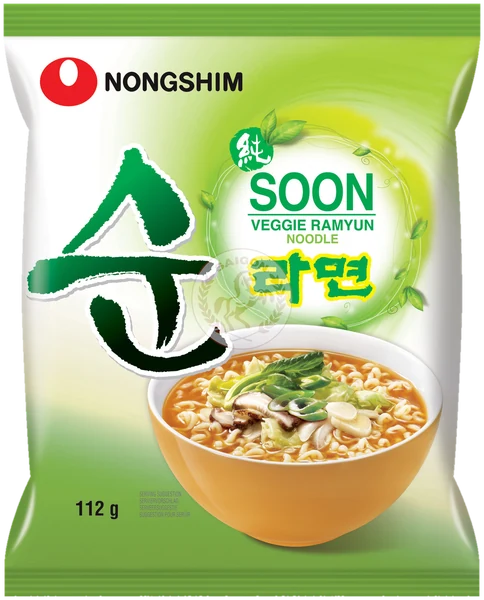 NONGSHIM
순
純
SOON
VEGGIE RAMYUN
NOODLE
라면
112 g